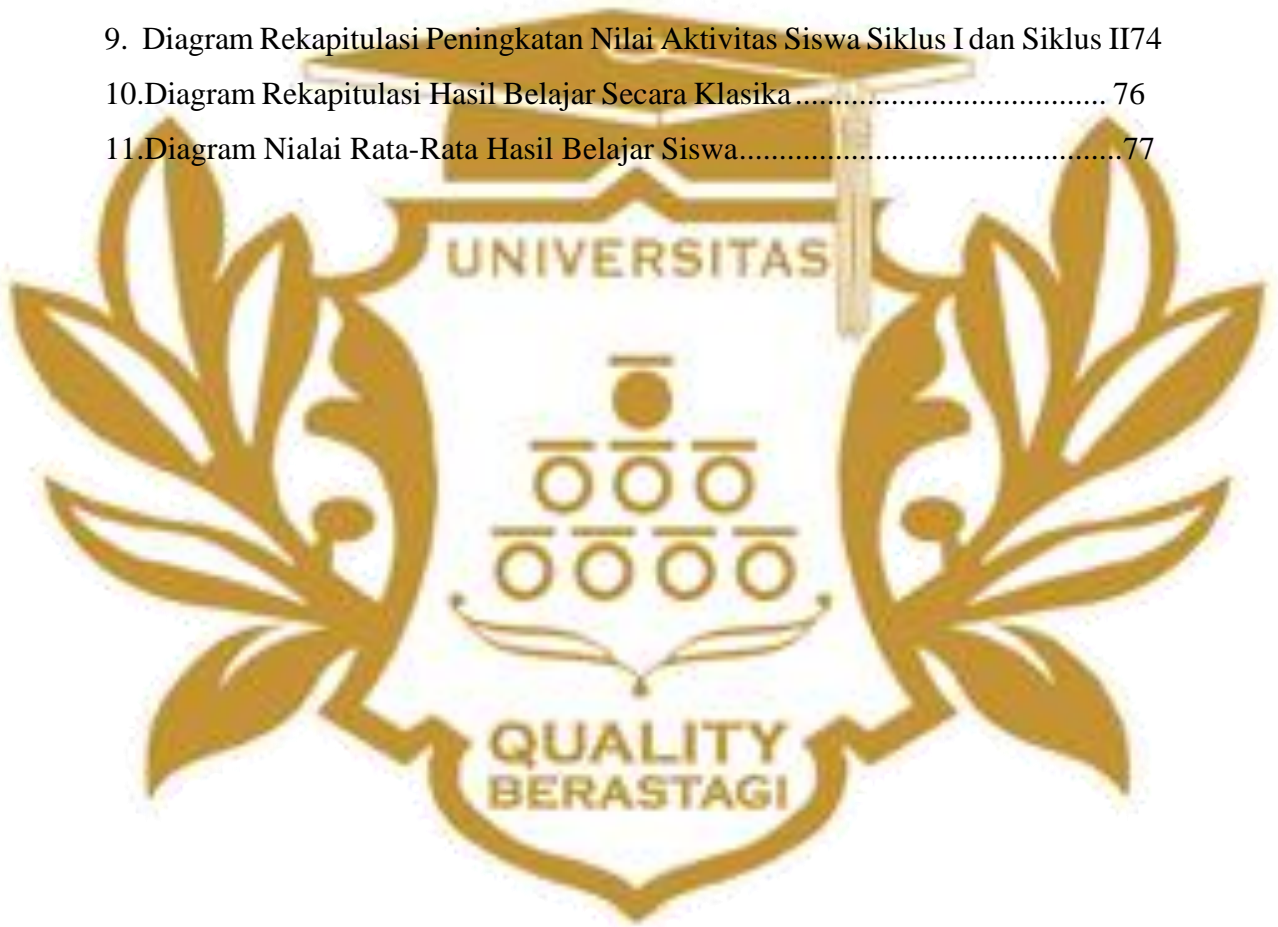 9. Diagram Rekapitulasi Peningkatan Nilai Aktivitas Siswa Siklus I dan Siklus II74
10.Diagram Rekapitulasi Hasil Belajar Secara Klasika....................................... 76
11.Diagram Nialai Rata-Rata Hasil Belajar Siswa................................................77
UNIVERSITAS
QUALITY
BERASTAGI